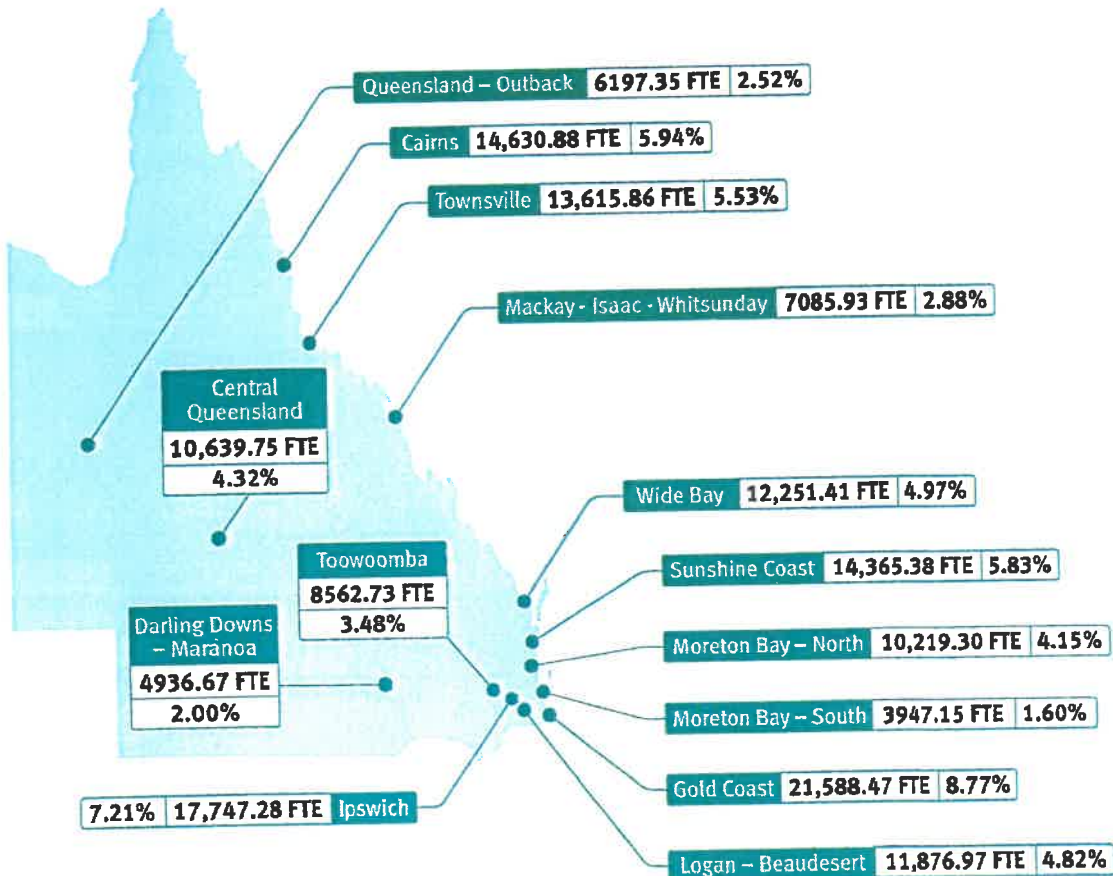 Queensland – Outback 6197.35 FTE 2.52%
Cairns 14,630.88 FTE 5.94%
Townsville 13,615.86 FTE 5.53%
Mackay - Isaac - Whitsunday 7085.93 FTE 2.88%
Central
Queensland
10,639.75 FTE
4.32%
Wide Bay 12,251.41 FTE 4.97%
Toowoomba
8562.73 FTE
3.48%
Sunshine Coast 14,365.38 FTE 5.83%
Darling Downs
– Maranoa
4936.67 FTE
2.00%
Moreton Bay – North 10,219.30 FTE 4.15%
Moreton Bay – South 3947.15 FTE 1.60%
Gold Coast 21,588.47 FTE 8.77%
7.21% 17,747.28 FTE Ipswich
Logan – Beaudesert 11,876.97 FTE 4.82%